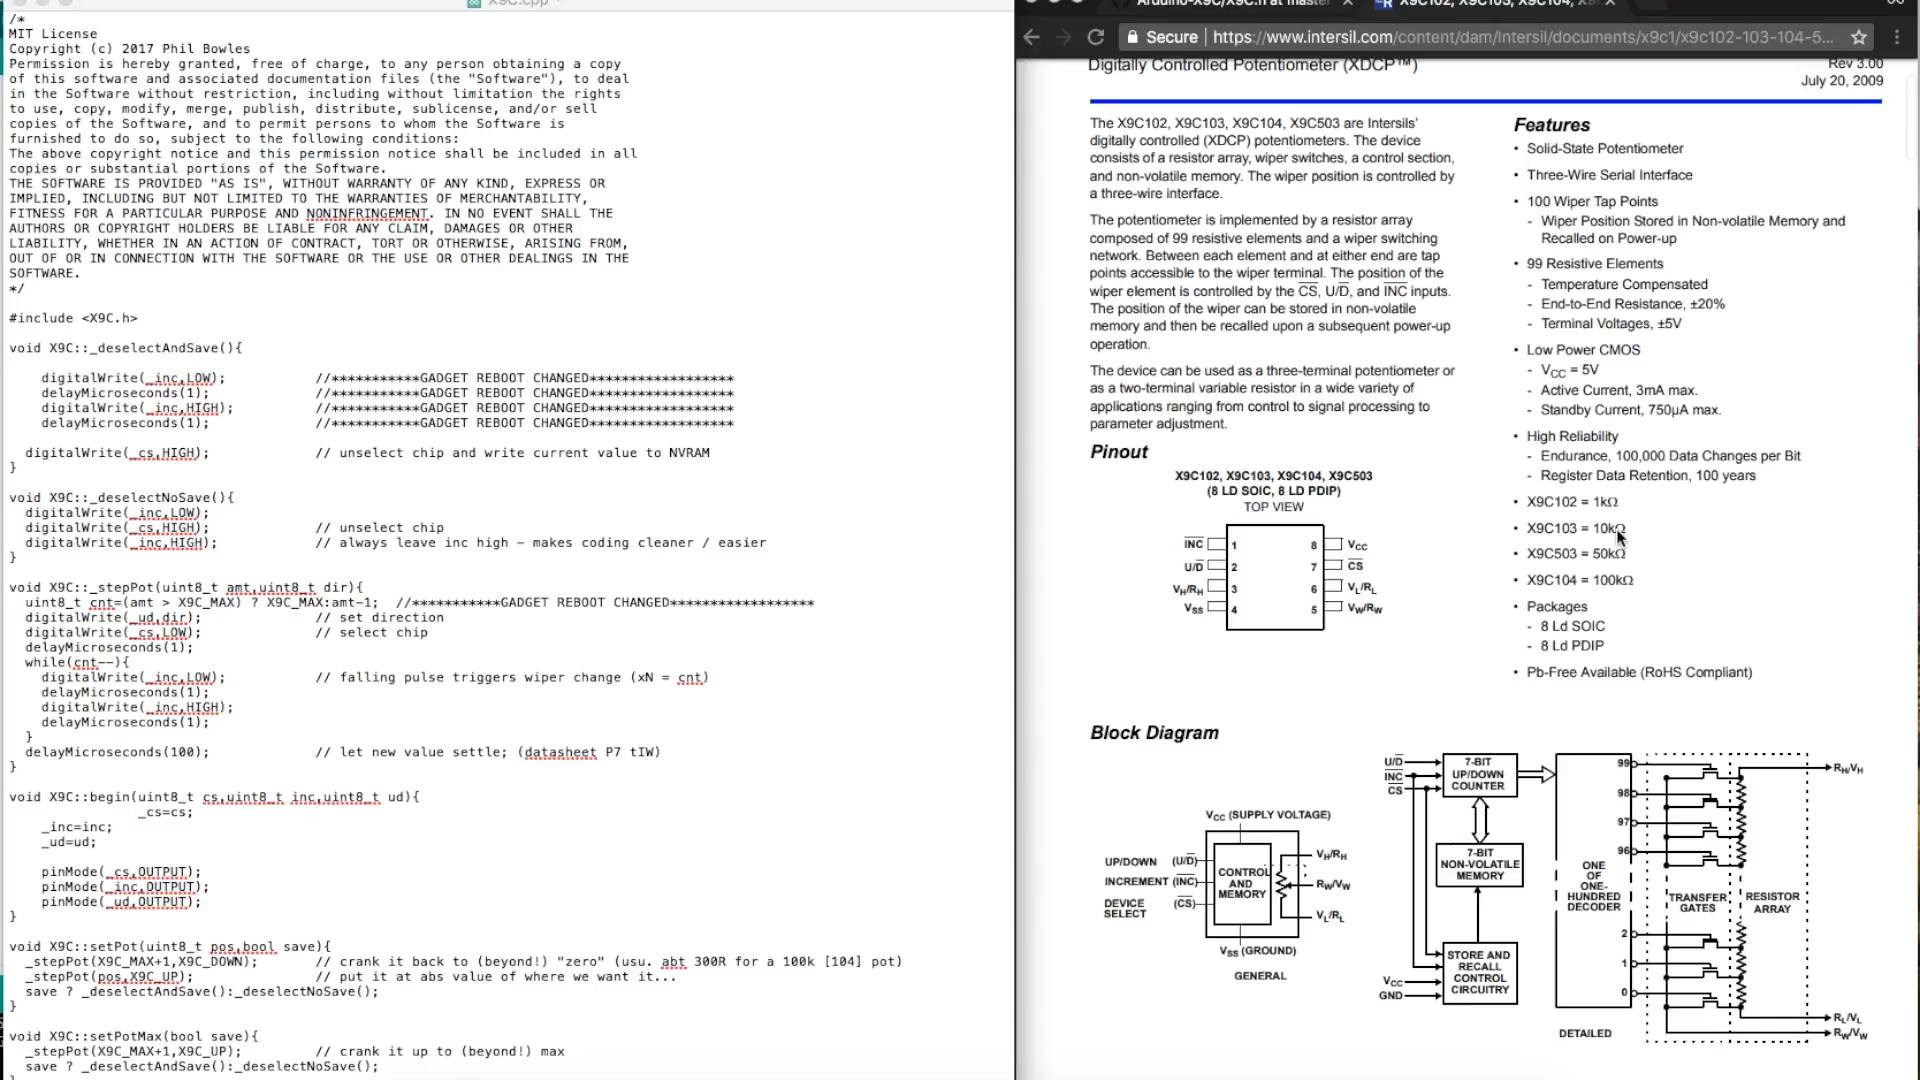 X9C.cpp
/*
MIT License
Copyright (c) 2017 Phil Bowles
Permission is hereby granted, free of charge, to any person obtaining a copy
of this software and associated documentation files (the "Software"), to deal
in the Software without restriction, including without limitation the rights
to use, copy, modify, merge, publish, distribute, sublicense, and/or sell
copies of the Software, and to permit persons to whom the Software is
furnished to do so, subject to the following conditions:
The above copyright notice and this permission notice shall be included in all
copies or substantial portions of the Software.
THE SOFTWARE IS PROVIDED "AS IS", WITHOUT WARRANTY OF ANY KIND, EXPRESS OR
IMPLIED, INCLUDING BUT NOT LIMITED TO THE WARRANTIES OF MERCHANTABILITY,
FITNESS FOR A PARTICULAR PURPOSE AND NONINFRINGEMENT. IN NO EVENT SHALL THE
AUTHORS OR COPYRIGHT HOLDERS BE LIABLE FOR ANY CLAIM, DAMAGES OR OTHER
LIABILITY, WHETHER IN AN ACTION OF CONTRACT, TORT OR OTHERWISE, ARISING FROM,
OUT OF OR IN CONNECTION WITH THE SOFTWARE OR THE USE OR OTHER DEALINGS IN THE
SOFTWARE.
*/
#include <X9C.h>
void X9C::_deselectAndSave(){
digitalWrite(_inc,LOW); //***********GADGET REBOOT CHANGED******************
delayMicroseconds(1); //***********GADGET REBOOT CHANGED******************
digitalWrite(_inc,HIGH); //***********GADGET REBOOT CHANGED******************
delayMicroseconds(1); //***********GADGET REBOOT CHANGED******************
digitalWrite(_cs,HIGH); // unselect chip and write current value to NVRAM
}
void X9C::_deselectNoSave(){
digitalWrite(_inc,LOW);
digitalWrite(_cs,HIGH); // unselect chip
digitalWrite(_inc,HIGH); // always leave inc high – makes coding cleaner / easier
}
void X9C::_stepPot(uint8_t amt,uint8_t dir){
uint8_t cnt=(amt > X9C_MAX) ? X9C_MAX:amt-1; //***********GADGET REBOOT CHANGED******************
digitalWrite(_ud,dir); // set direction
digitalWrite(_cs,LOW); // select chip
delayMicroseconds(1);
while(cnt--){
digitalWrite(_inc,LOW); // falling pulse triggers wiper change (xN = cnt)
delayMicroseconds(1);
digitalWrite(_inc,HIGH);
delayMicroseconds(1);
}
delayMicroseconds(100); // let new value settle; (datasheet P7 tIW)
}
void X9C::begin(uint8_t cs,uint8_t inc,uint8_t ud){
_cs=cs;
_inc=inc;
_ud=ud;
pinMode(_cs,OUTPUT);
pinMode(_inc,OUTPUT);
pinMode(_ud,OUTPUT);
}
void X9C::setPot(uint8_t pos,bool save){
_stepPot(X9C_MAX+1,X9C_DOWN); // crank it back to (beyond!) "zero" (usu. abt 300R for a 100k [104] pot)
_stepPot(pos,X9C_UP); // put it at abs value of where we want it...
save ? _deselectAndSave():_deselectNoSave();
}
void X9C::setPotMax(bool save){
_stepPot(X9C_MAX+1,X9C_UP); // crank it up to (beyond!) max
save ? _deselectAndSave():_deselectNoSave();
Arduino-X9C/X9C.h at master
X9C102, X9C103, X9C104, X9
Secure | https://www.intersil.com/content/dam/Intersil/documents/x9c1/x9c102-103-104-5...
Digitally Controlled Potentiometer (XDCP™)
Rev 3.00
July 20, 2009
The X9C102, X9C103, X9C104, X9C503 are Intersils'
digitally controlled (XDCP) potentiometers. The device
consists of a resistor array, wiper switches, a control section,
and non-volatile memory. The wiper position is controlled by
a three-wire interface.
The potentiometer is implemented by a resistor array
composed of 99 resistive elements and a wiper switching
network. Between each element and at either end are tap
points accessible to the wiper terminal. The position of the
wiper element is controlled by the CS, U/D, and INC inputs.
The position of the wiper can be stored in non-volatile
memory and then be recalled upon a subsequent power-up
operation.
The device can be used as a three-terminal potentiometer or
as a two-terminal variable resistor in a wide variety of
applications ranging from control to signal processing to
parameter adjustment.
Pinout
X9C102, X9C103, X9C104, X9C503
(8 LD SOIC, 8 LD PDIP)
TOP VIEW
INC 1 8 VCC
U/D 2 7 CS
VH/RH 3 6 VL/RL
VSS 4 5 VW/RW
Features
• Solid-State Potentiometer
• Three-Wire Serial Interface
• 100 Wiper Tap Points
- Wiper Position Stored in Non-volatile Memory and
Recalled on Power-up
• 99 Resistive Elements
- Temperature Compensated
- End-to-End Resistance, ±20%
- Terminal Voltages, ±5V
• Low Power CMOS
- VCC = 5V
- Active Current, 3mA max.
- Standby Current, 750µA max.
• High Reliability
- Endurance, 100,000 Data Changes per Bit
- Register Data Retention, 100 years
• X9C102 = 1kΩ
• X9C103 = 10kΩ
• X9C503 = 50kΩ
• X9C104 = 100kΩ
• Packages
- 8 Ld SOIC
- 8 Ld PDIP
• Pb-Free Available (RoHS Compliant)
Block Diagram
VCC (SUPPLY VOLTAGE)
UP/DOWN (U/D)
INCREMENT (INC)
DEVICE
SELECT
(CS)
CONTROL
AND
MEMORY
VH/RH
RW/VW
VL/RL
VSS (GROUND)
GENERAL
U/D
INC
CS
7-BIT
UP/DOWN
COUNTER
7-BIT
NON-VOLATILE
MEMORY
STORE AND
RECALL
CONTROL
CIRCUITRY
VCC
GND
ONE
OF
ONE-
HUNDRED
DECODER
99
98
97
96
2
1
0
TRANSFER
GATES
RESISTOR
ARRAY
RH/VH
RL/VL
RW/VW
DETAILED